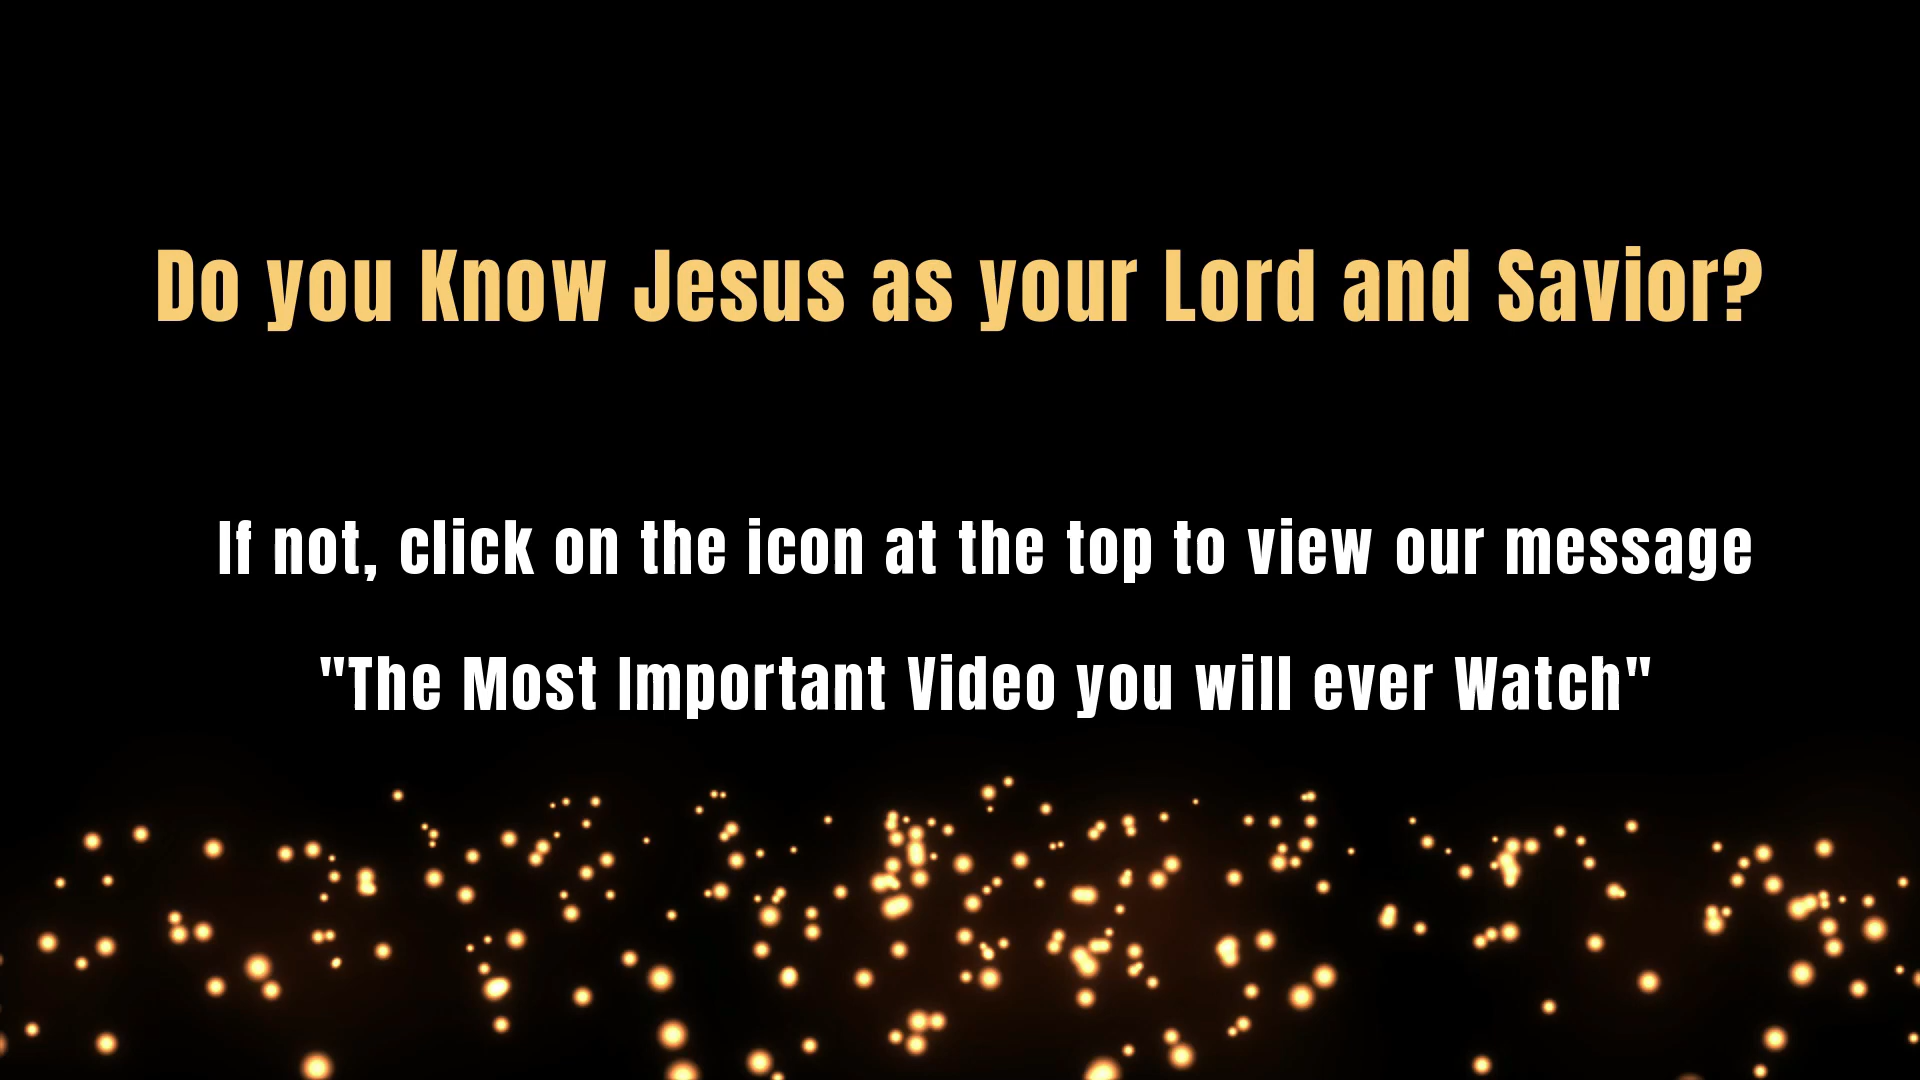 Do you Know Jesus as your Lord and Savior?
If not, click on the icon at the top to view our message
"The Most Important Video you will ever Watch"